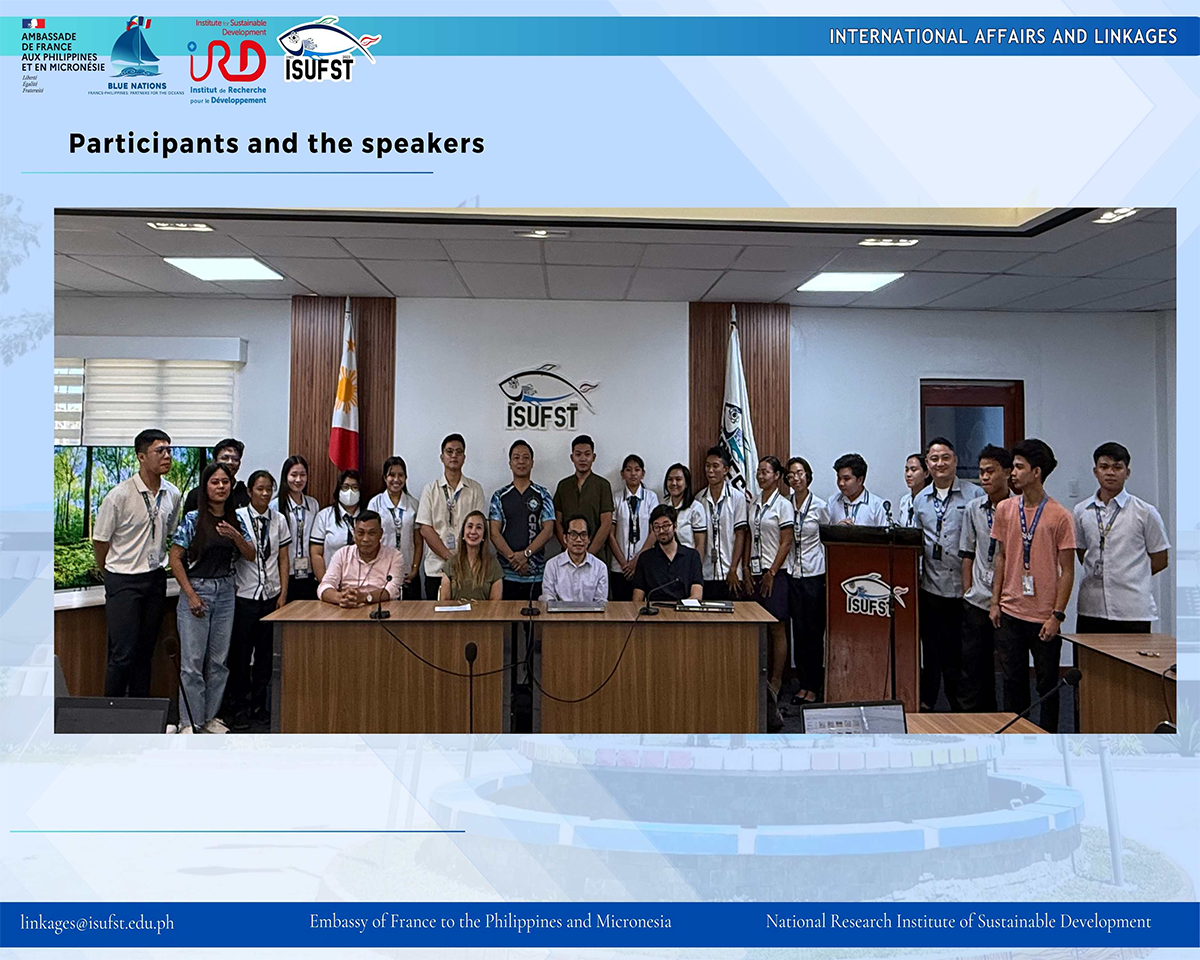 AMBASSADE
DE FRANCE
AUX PHILIPPINES
ET EN MICRONÉSIE
Liberté
Égalité
Fraternité
BLUE NATIONS
FRANCE-PHILIPPINES: PARTNERS FOR THE OCEANS
Institute for Sustainable
Development
IRD
Institut de Recherche
pour le Développement
ISUFST
INTERNATIONAL AFFAIRS AND LINKAGES
Participants and the speakers
ISUFST
ISUFST
linkages@isufst.edu.ph
Embassy of France to the Philippines and Micronesia
National Research Institute of Sustainable Development